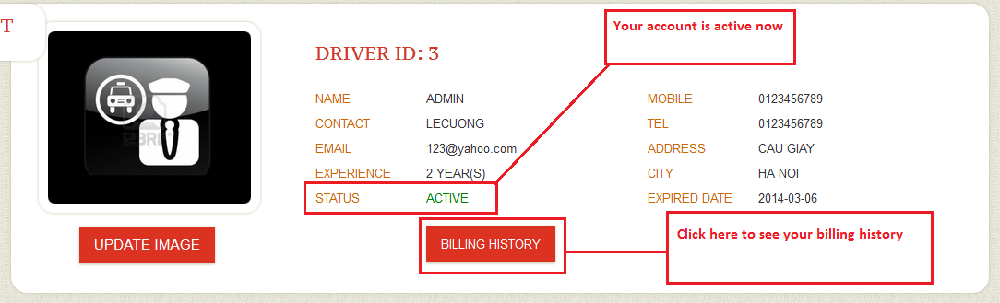 T
DRIVER ID: 3
Your account is active now
NAME ADMIN MOBILE 0123456789
CONTACT LECUONG TEL 0123456789
EMAIL 123@yahoo.com ADDRESS CAU GIAY
EXPERIENCE 2 YEAR(S) CITY HA NOI
STATUS ACTIVE EXPIRED DATE 2014-03-06
UPDATE IMAGE
BILLING HISTORY
Click here to see your billing history